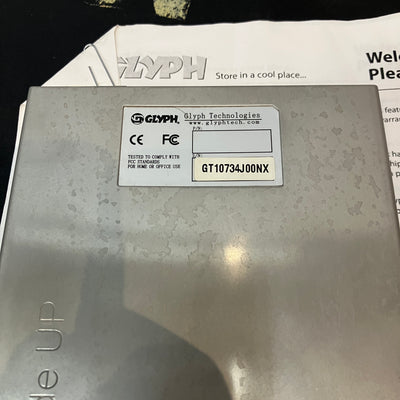 GLYPH
Store in a cool place...
Welc
Plea
GLYPH.
Glyph Technologies
www.glyphtech.com
P/N:
CE FC
S/N:
TESTED TO COMPLY WITH
FCC STANDARDS
FOR HOME OR OFFICE USE
GT10734J00NX
de Up